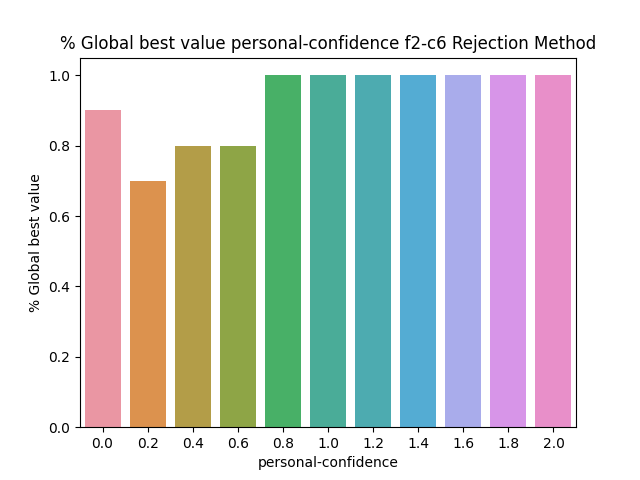 % Global best value personal-confidence f2-c6 Rejection Method
% Global best value
1.0
0.8
0.6
0.4
0.2
0.0
0.0 0.2 0.4 0.6 0.8 1.0 1.2 1.4 1.6 1.8 2.0
personal-confidence